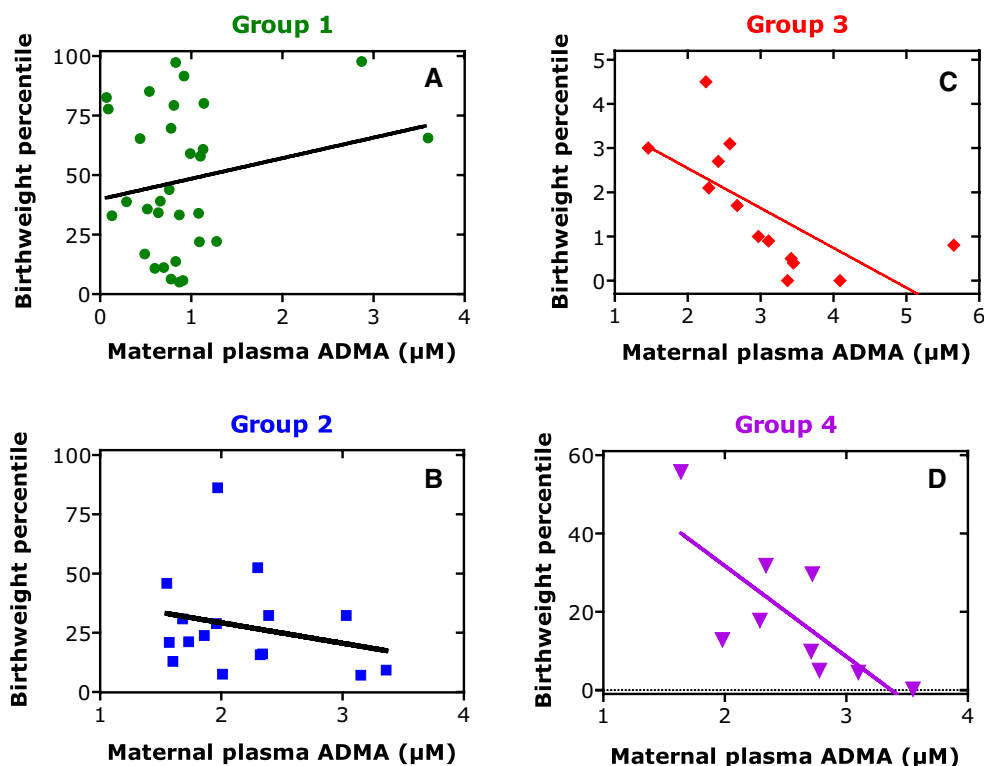 Group 1
A
Birthweight percentile
100
75
50
25
0
0 1 2 3 4
Maternal plasma ADMA (µM)
Group 3
C
Birthweight percentile
5
4
3
2
1
0
1 2 3 4 5 6
Maternal plasma ADMA (µM)
Group 2
B
Birthweight percentile
100
75
50
25
0
1 2 3 4
Maternal plasma ADMA (µM)
Group 4
D
Birthweight percentile
60
40
20
0
1 2 3 4
Maternal plasma ADMA (µM)